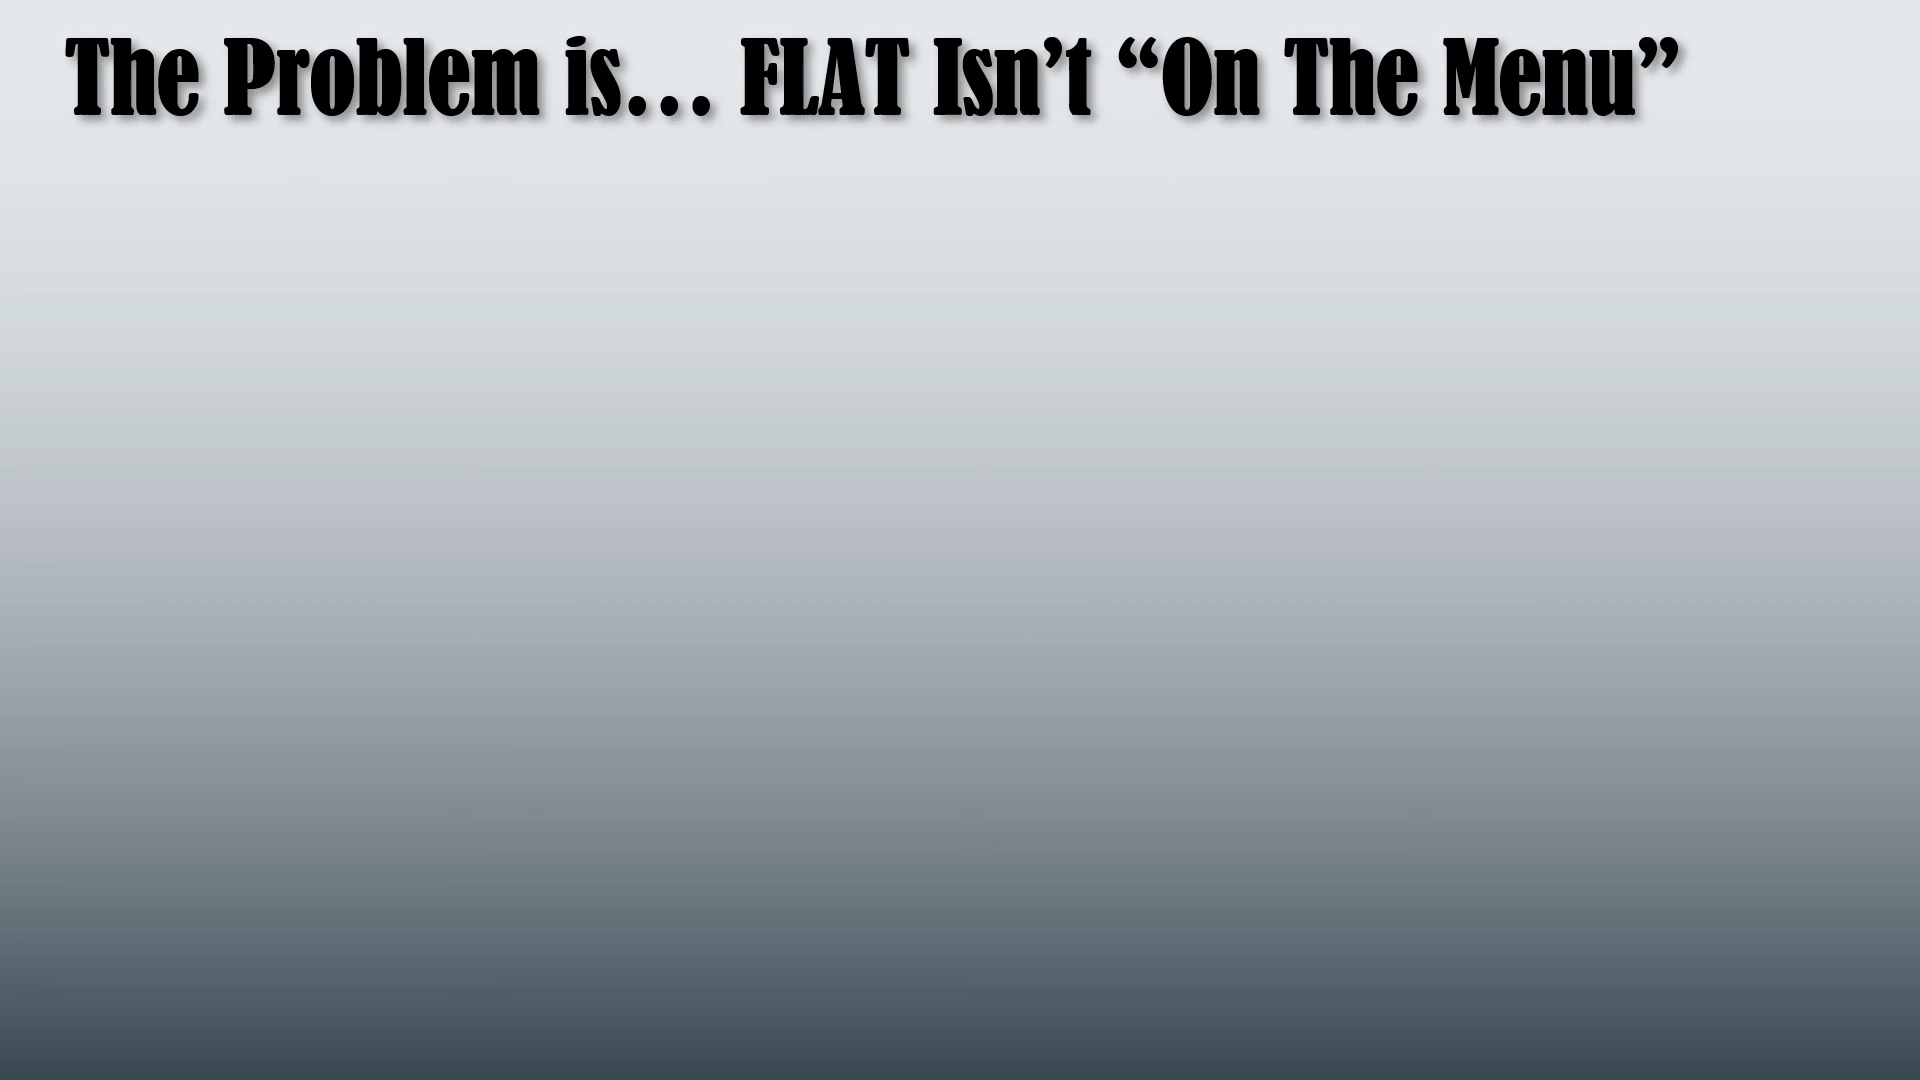 The Problem is… FLAT Isn’t “On The Menu”